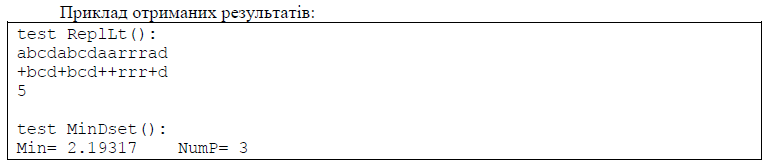 Приклад отриманих результатів:
test ReplLt():
abcdabcdaarrrad
+bcd+bcd++rrr+d
5
test MinDset():
Min= 2.19317    NumP= 3